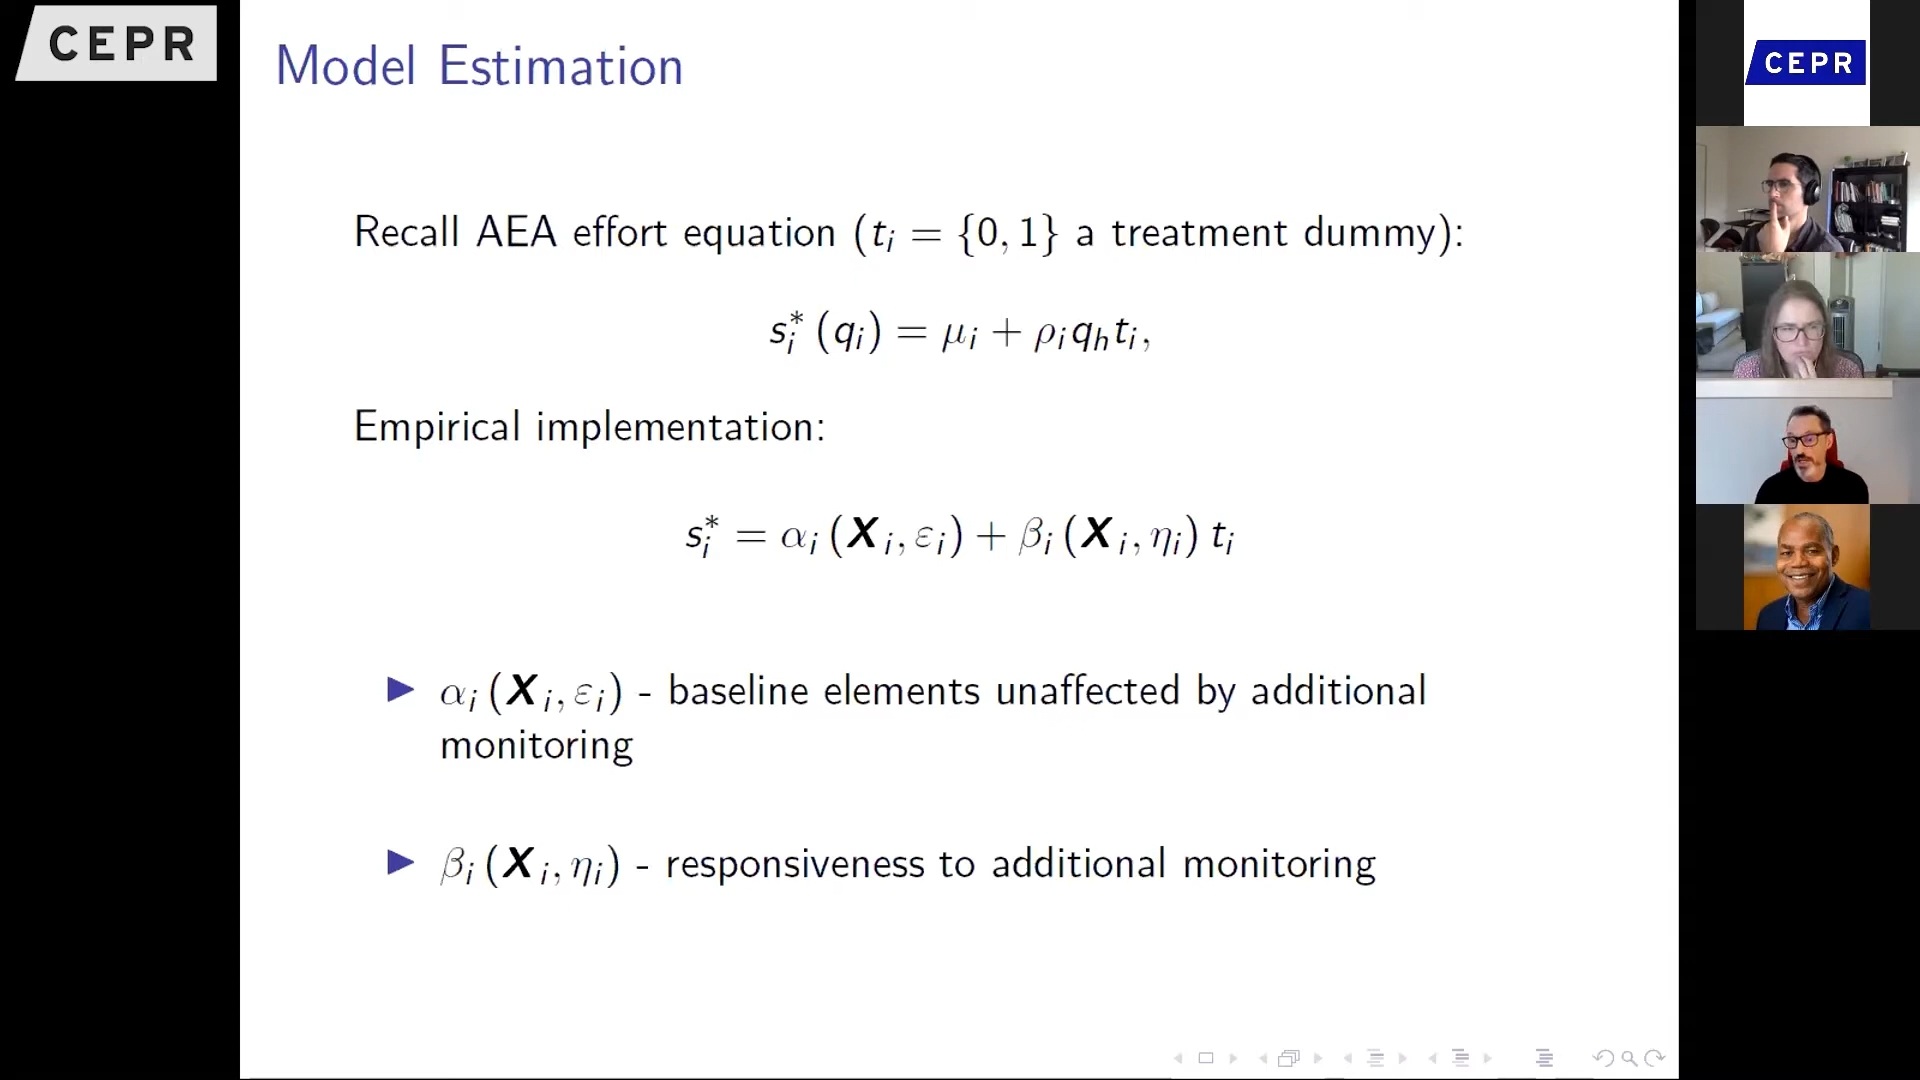 CEPR
Model Estimation
CEPR
Recall AEA effort equation (tᵢ = {0, 1} a treatment dummy):
sᵢ* (qᵢ) = μᵢ + ρᵢqₕtᵢ,
Empirical implementation:
sᵢ* = αᵢ (𝑿ᵢ, εᵢ) + βᵢ (𝑿ᵢ, ηᵢ) tᵢ
▶ αᵢ (𝑿ᵢ, εᵢ) - baseline elements unaffected by additional
monitoring
▶ βᵢ (𝑿ᵢ, ηᵢ) - responsiveness to additional monitoring